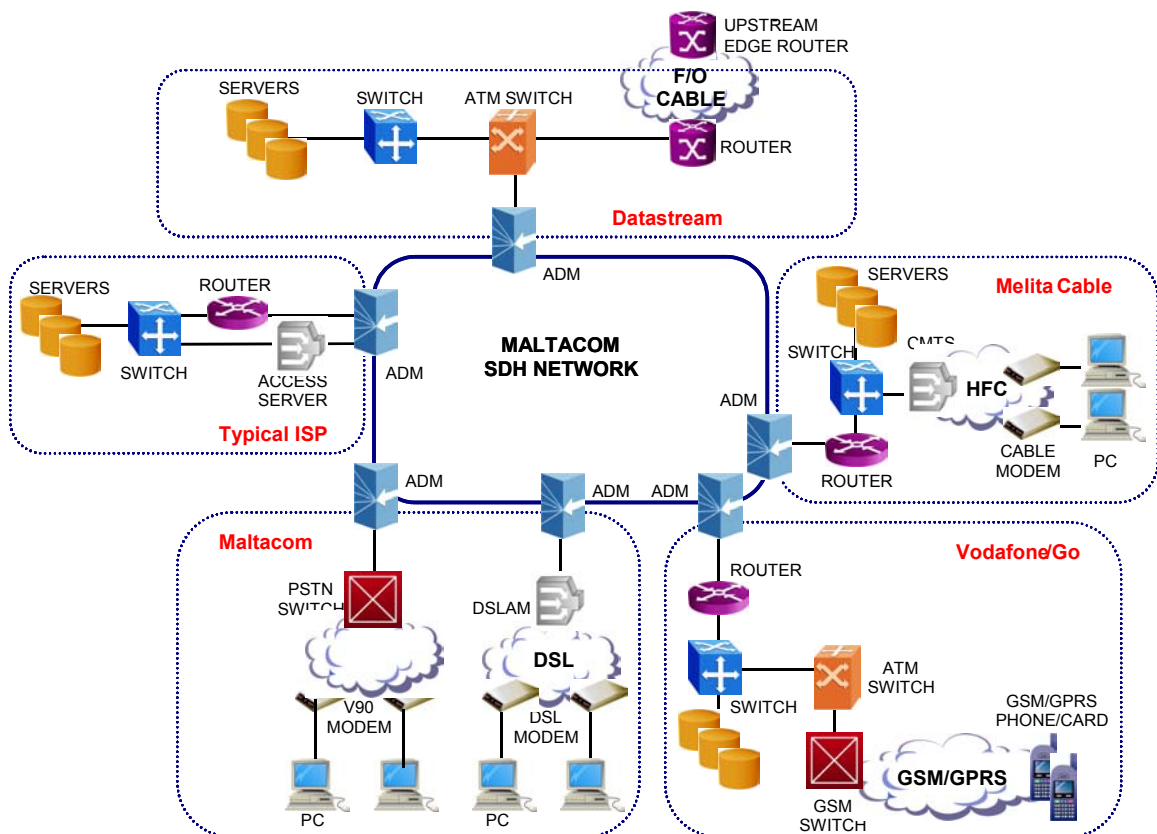 UPSTREAM
EDGE ROUTER
F/O
CABLE
SERVERS
SWITCH
ATM SWITCH
ROUTER
Datastream
ADM
SERVERS
ROUTER
SWITCH
ACCESS
SERVER
ADM
Typical ISP
MALTACOM
SDH NETWORK
SERVERS
Melita Cable
SWITCH
CMTS
HFC
ADM
ROUTER
CABLE
MODEM
PC
ADM
ADM
ADM
Maltacom
PSTN
SWITCH
DSLAM
DSL
V90
MODEM
DSL
MODEM
PC
PC
Vodafone/Go
ROUTER
SWITCH
ATM
SWITCH
GSM/GPRS
PHONE/CARD
GSM/GPRS
GSM
SWITCH